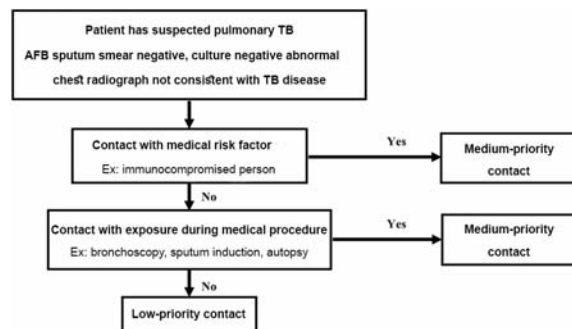 Patient has suspected pulmonary TB
AFB sputum smear negative, culture negative abnormal
chest radiograph not consistent with TB disease
Contact with medical risk factor
Ex: immunocompromised person
Yes
Medium-priority
contact
No
Contact with exposure during medical procedure
Ex: bronchoscopy, sputum induction, autopsy
Yes
Medium-priority
contact
No
Low-priority contact